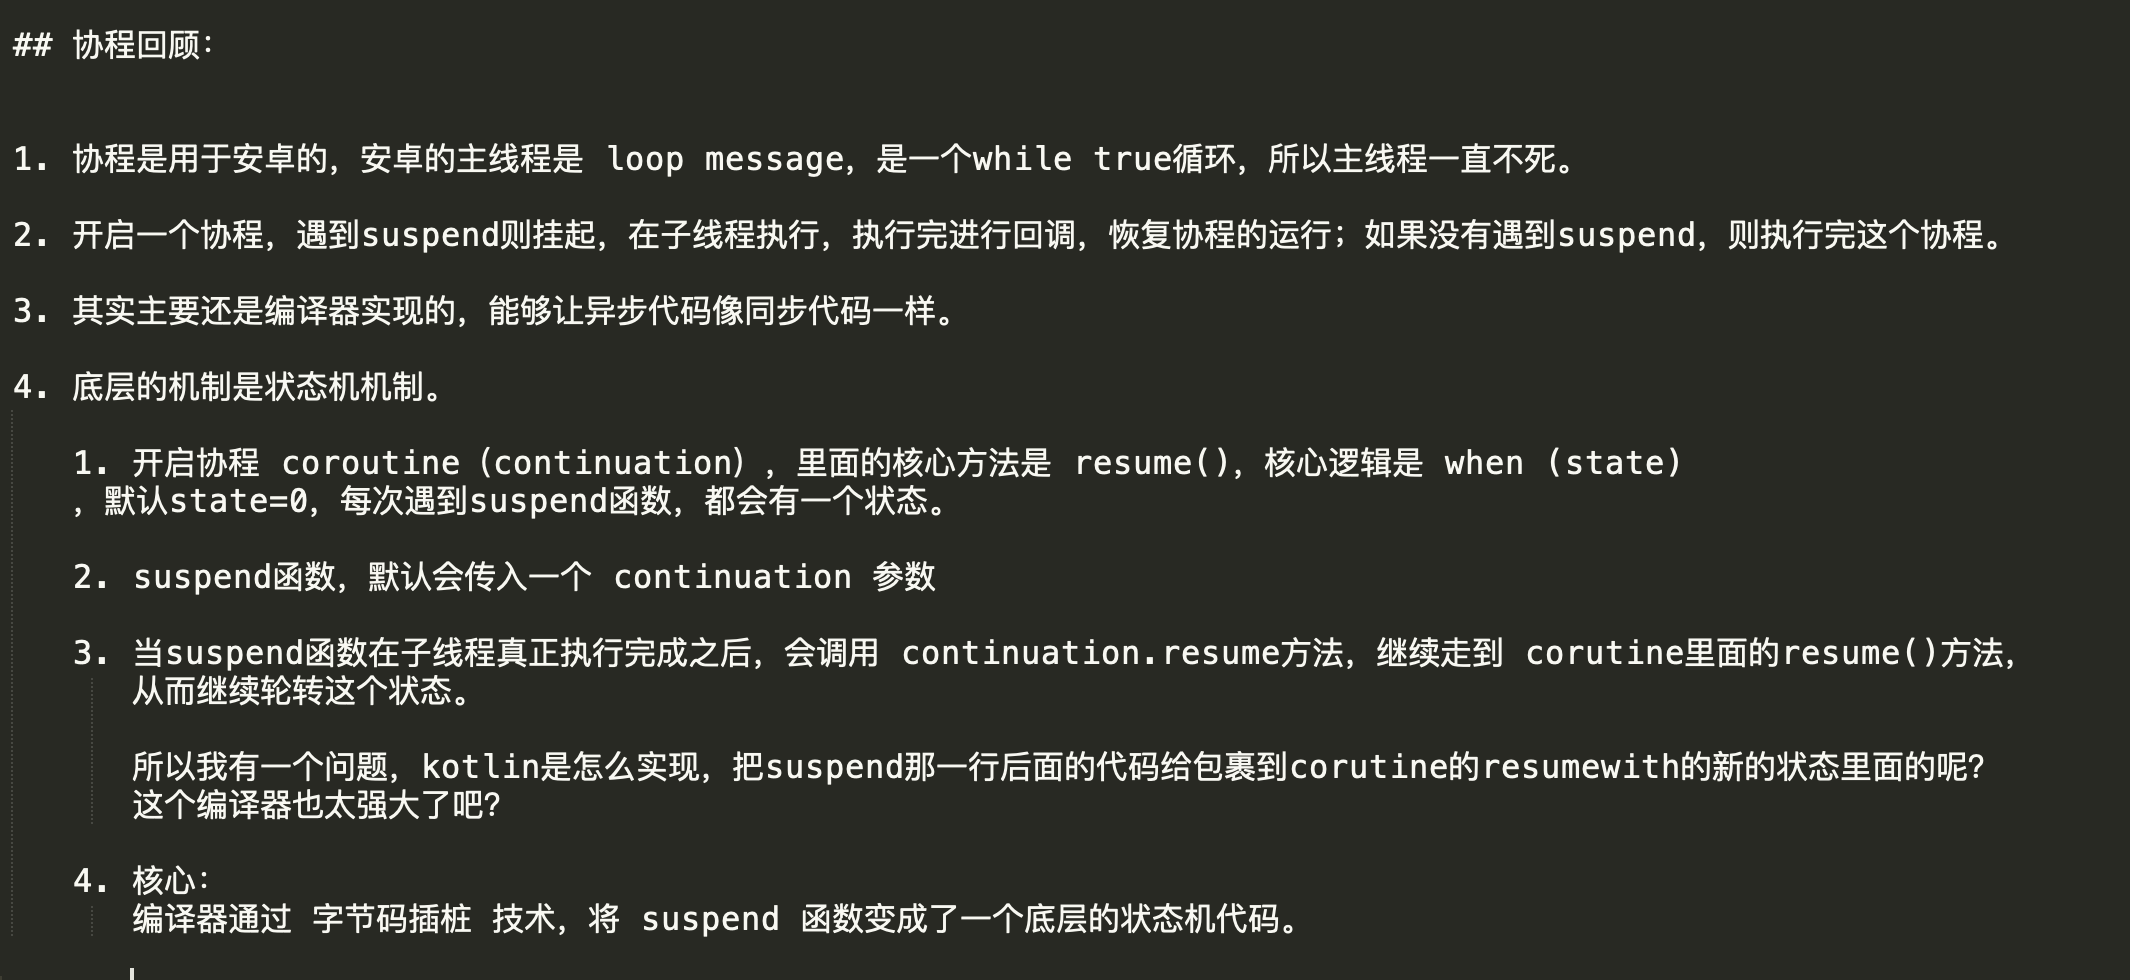 ## 协程回顾：
1. 协程是用于安卓的，安卓的主线程是 loop message，是一个while true循环，所以主线程一直不死。
2. 开启一个协程，遇到suspend则挂起，在子线程执行，执行完进行回调，恢复协程的运行；如果没有遇到suspend，则执行完这个协程。
3. 其实主要还是编译器实现的，能够让异步代码像同步代码一样。
4. 底层的机制是状态机机制。
1. 开启协程 coroutine（continuation），里面的核心方法是 resume()，核心逻辑是 when (state)
，默认state=0，每次遇到suspend函数，都会有一个状态。
2. suspend函数，默认会传入一个 continuation 参数
3. 当suspend函数在子线程真正执行完成之后，会调用 continuation.resume方法，继续走到 corutine里面的resume()方法，
从而继续轮转这个状态。
所以我有一个问题，kotlin是怎么实现，把suspend那一行后面的代码给包裹到corutine的resumewith的新的状态里面的呢？
这个编译器也太强大了吧？
4. 核心：
编译器通过 字节码插桩 技术，将 suspend 函数变成了一个底层的状态机代码。